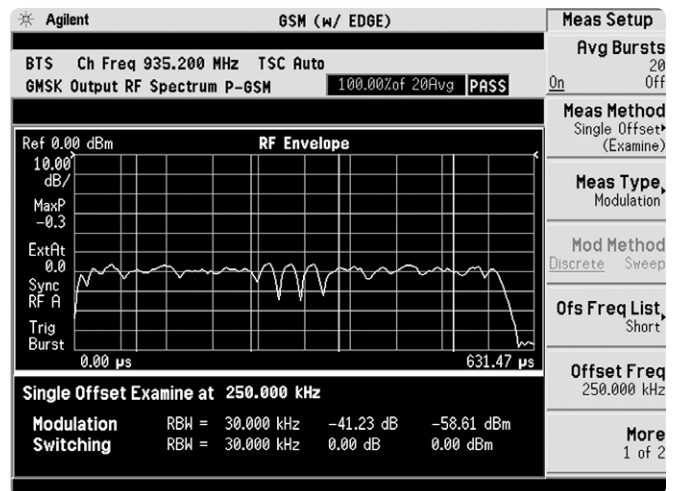 Agilent GSM (w/ EDGE) Meas Setup
BTS Ch Freq 935.200 MHz TSC Auto
GMSK Output RF Spectrum P-GSM 100.00%of 20Avg PASS
Ref 0.00 dBm RF Envelope
10.00
dB/
MaxP
-0.3
ExtAt
0.0
Sync
RF A
Trig
Burst
0.00 µs 631.47 µs
Single Offset Examine at 250.000 kHz
Modulation RBW = 30.000 kHz -41.23 dB -58.61 dBm
Switching RBW = 30.000 kHz 0.00 dB 0.00 dBm
Avg Bursts
20
On Off
Meas Method
Single Offset
(Examine)
Meas Type
Modulation
Mod Method
Discrete Sweep
Ofs Freq List
Short
Offset Freq
250.000 kHz
More
1 of 2